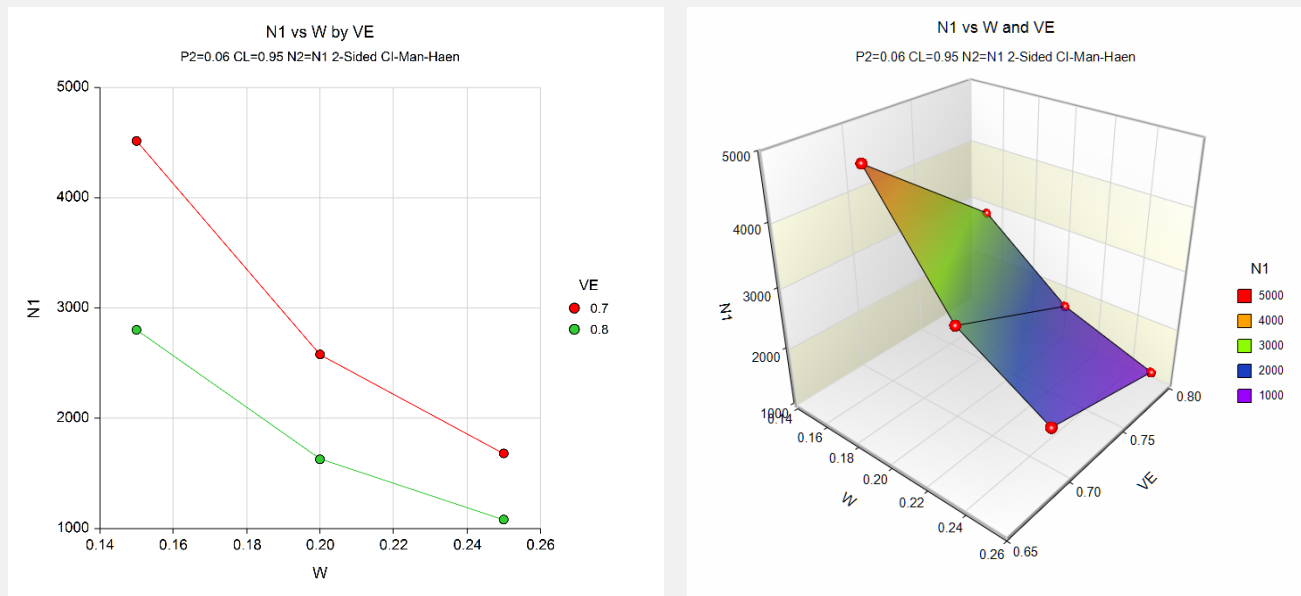 N1 vs W by VE
P2=0.06 CL=0.95 N2=N1 2-Sided CI-Man-Haen
5000
4000
3000
2000
1000
N1
0.14 0.16 0.18 0.20 0.22 0.24 0.26
W
VE
0.7
0.8
N1 vs W and VE
P2=0.06 CL=0.95 N2=N1 2-Sided CI-Man-Haen
5000
4000
3000
2000
1000
N1
0.14
0.16
0.18
0.20
0.22
0.24
0.26
W
0.65
0.70
0.75
0.80
VE
N1
5000
4000
3000
2000
1000